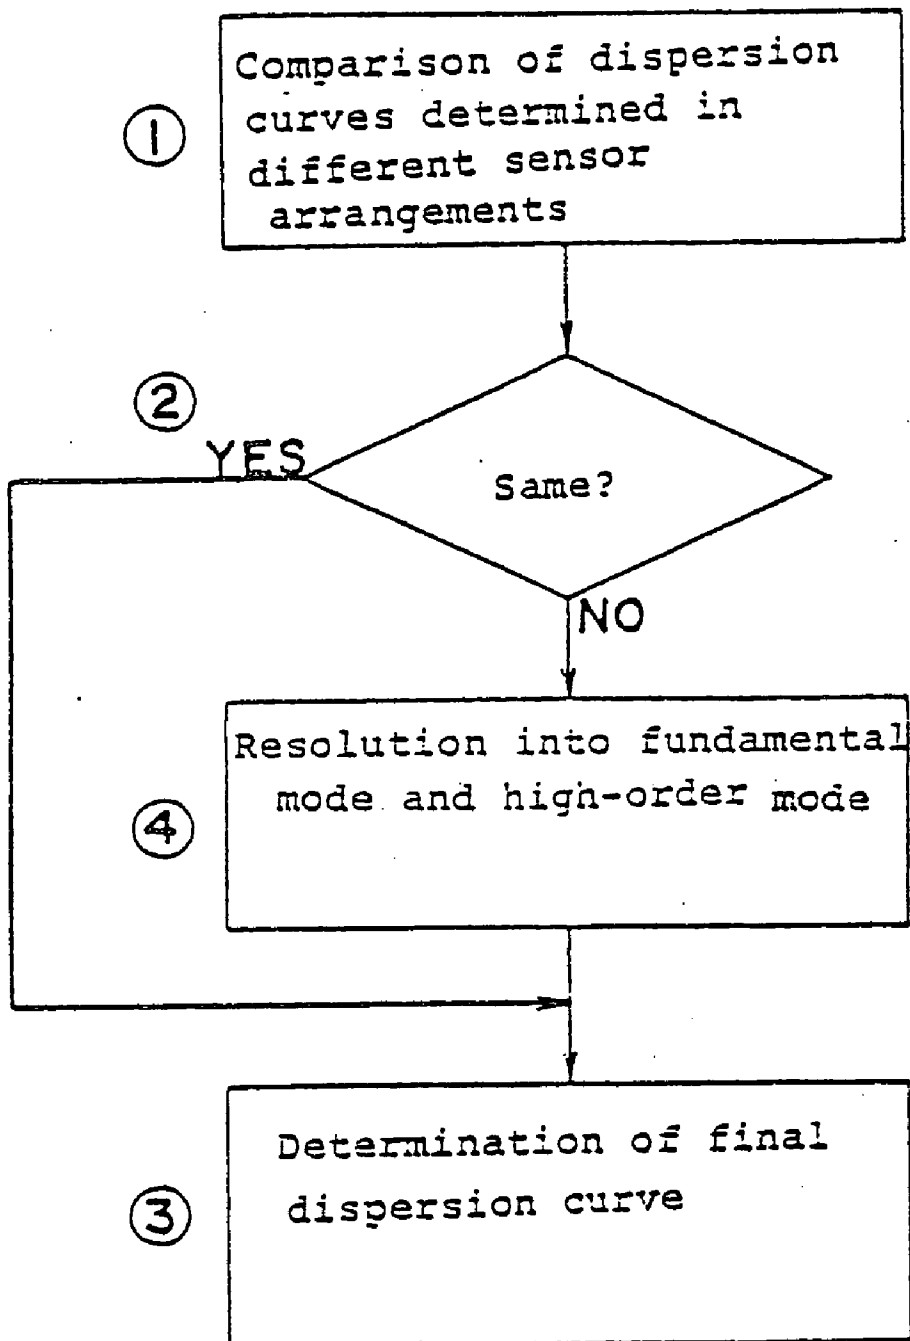 Comparison of dispersion
curves determined in
different sensor
arrangements
①
②
YES
Same?
NO
Resolution into fundamental
mode and high-order mode
④
Determination of final
dispersion curve
③